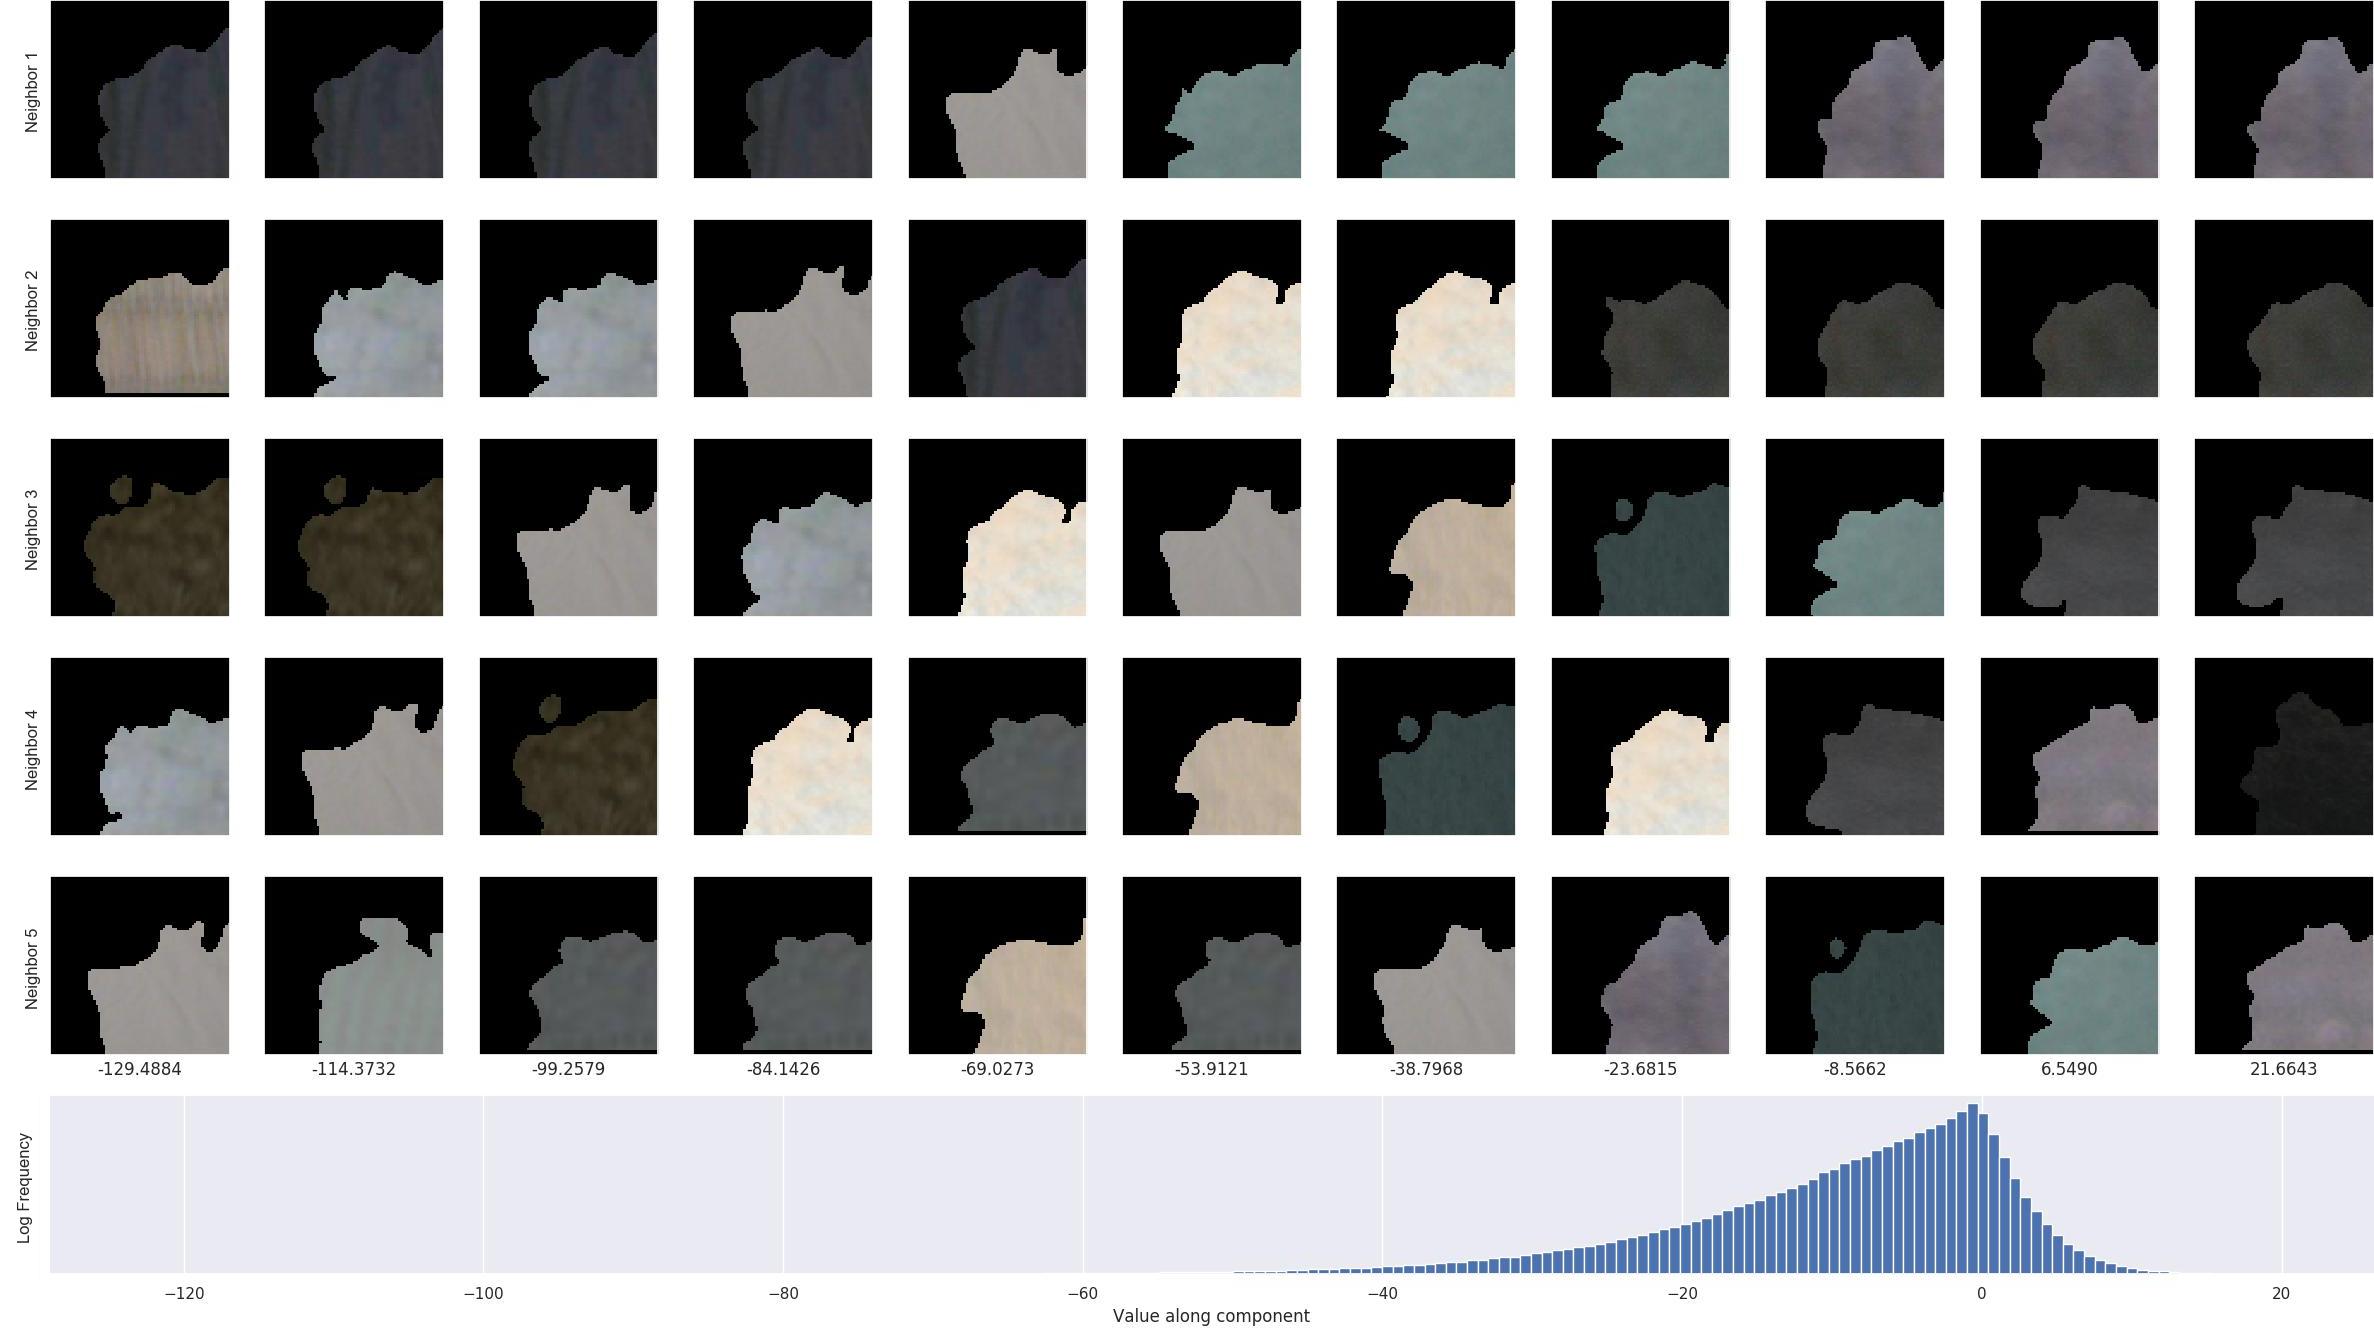 Neighbor 1
Neighbor 2
Neighbor 3
Neighbor 4
Neighbor 5
-129.4884 -114.3732 -99.2579 -84.1426 -69.0273 -53.9121 -38.7968 -23.6815 -8.5662 6.5490 21.6643
Log Frequency
−120 −100 −80 −60 −40 −20 0 20
Value along component